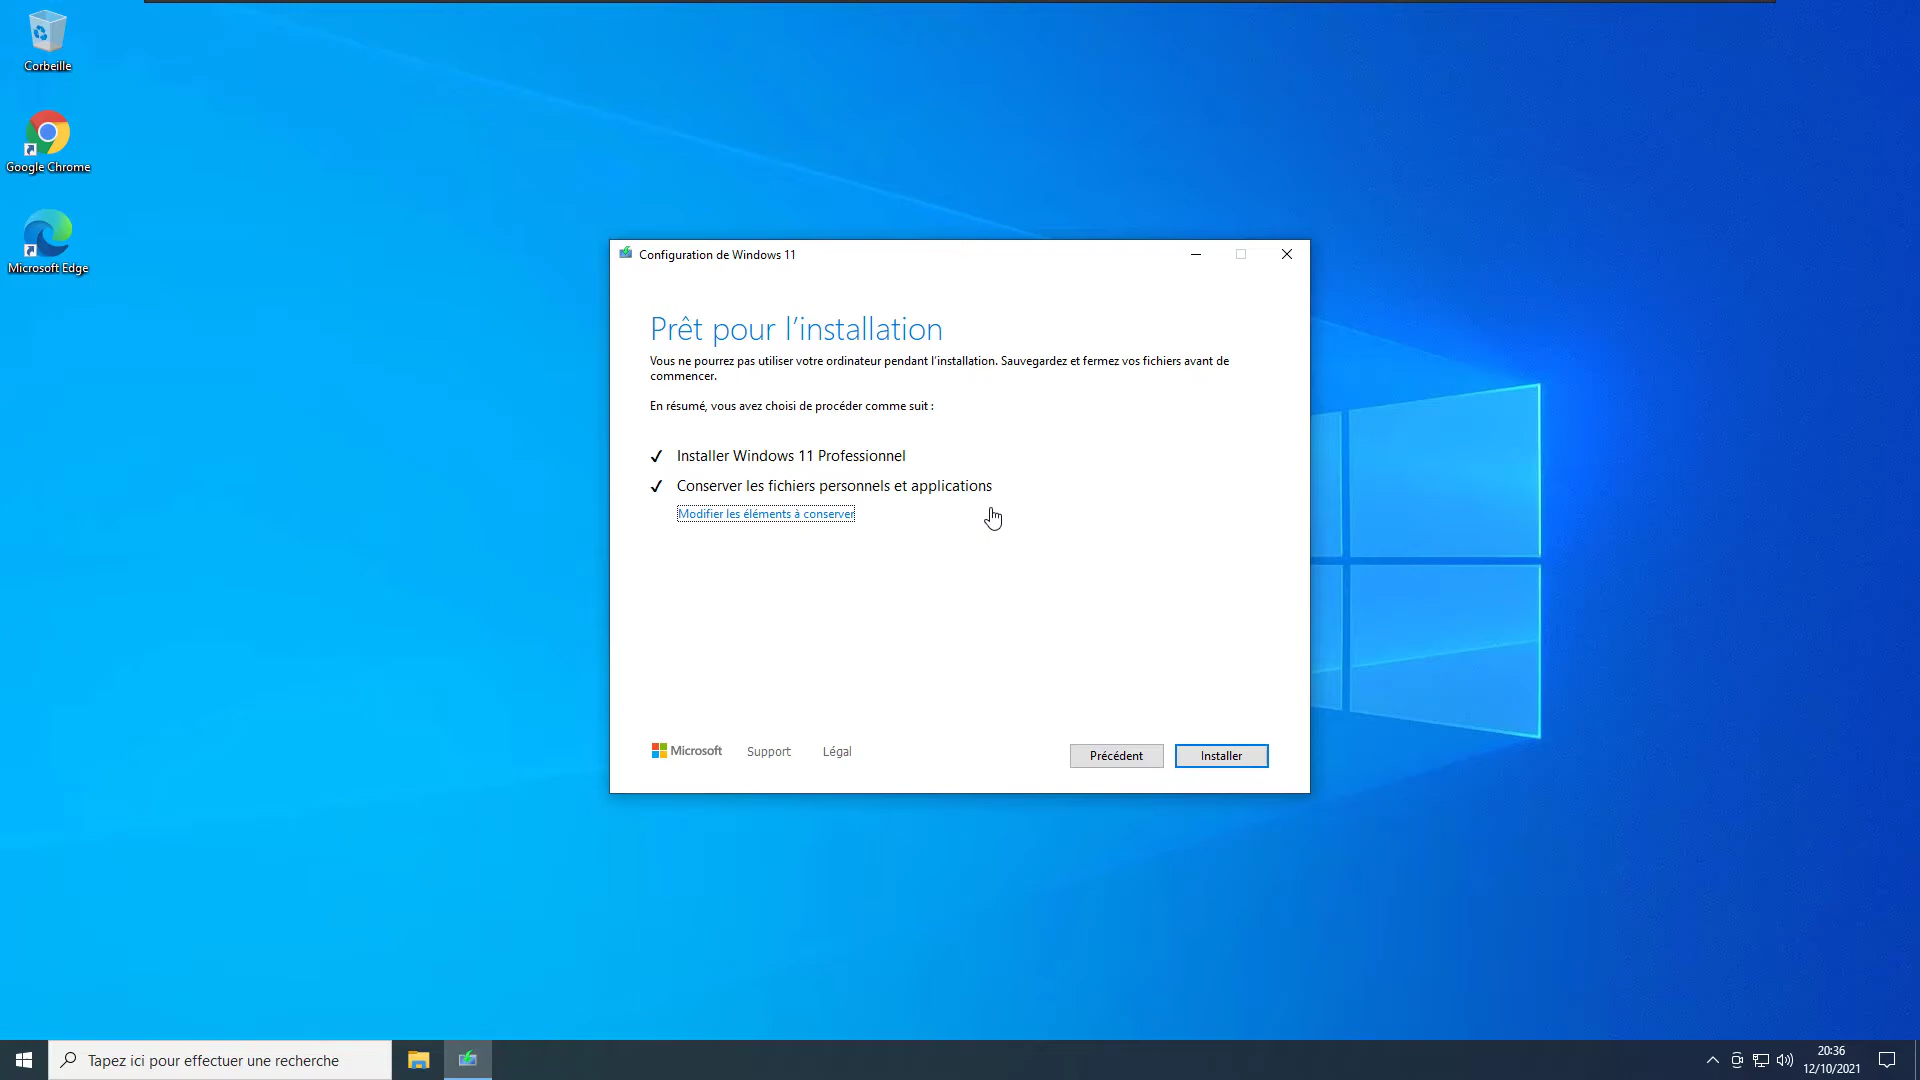 Corbeille
Google Chrome
Microsoft Edge
Configuration de Windows 11
Prêt pour l’installation
Vous ne pourrez pas utiliser votre ordinateur pendant l’installation. Sauvegardez et fermez vos fichiers avant de
commencer.
En résumé, vous avez choisi de procéder comme suit :
Installer Windows 11 Professionnel
Conserver les fichiers personnels et applications
Modifier les éléments à conserver
Microsoft Support Légal
Précédent Installer
Tapez ici pour effectuer une recherche
20:36
12/10/2021